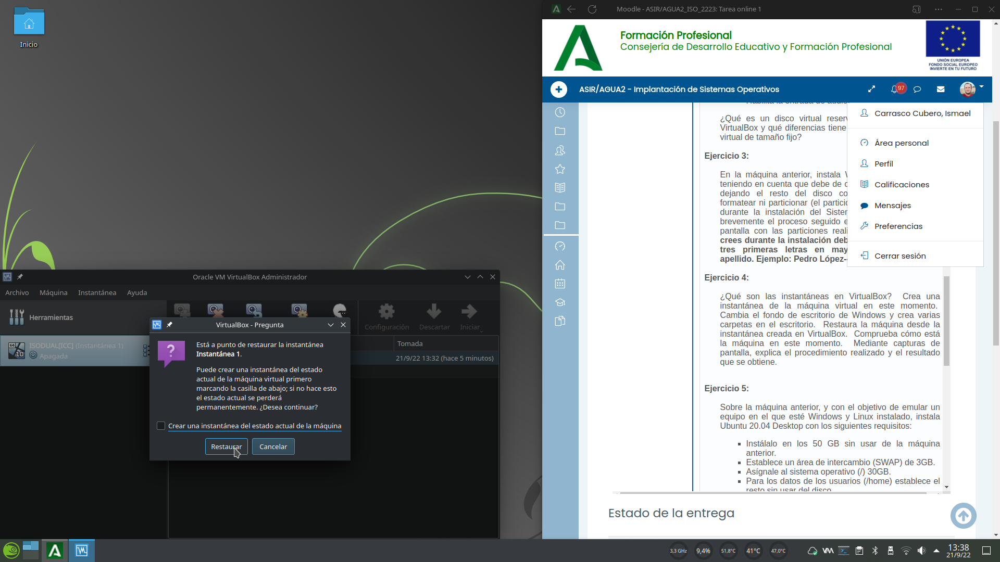 Inicio
Oracle VM VirtualBox Administrador
Archivo Máquina Instantánea Ayuda
Herramientas
Configuración Descartar Iniciar
ISODUAL[ICC] (Instantánea 1)
Apagada
64
10
Tomada
21/9/22 13:32 (hace 5 minutos)
VirtualBox - Pregunta
Está a punto de restaurar la instantánea
Instantánea 1.
Puede crear una instantánea del estado
actual de la máquina virtual primero
marcando la casilla de abajo; si no hace esto
el estado actual se perderá
permanentemente. ¿Desea continuar?
Crear una instantánea del estado actual de la máquina
Restaurar Cancelar
Moodle - ASIR/AGUA2_ISO_2223: Tarea online 1
Formación Profesional
Consejería de Desarrollo Educativo y Formación Profesional
UNIÓN EUROPEA
FONDO SOCIAL EUROPEO
INVIERTE EN TU FUTURO
ASIR/AGUA2 - Implantación de Sistemas Operativos
97
Carrasco Cubero, Ismael
Área personal
Perfil
Calificaciones
Mensajes
Preferencias
Cerrar sesión
Habilita la entrada de audio
¿Qué es un disco virtual reserv
VirtualBox y qué diferencias tiene
virtual de tamaño fijo?
Ejercicio 3:
En la máquina anterior, instala
teniendo en cuenta que debe de
dejando el resto del disco co
formatear ni particionar (el partici
durante la instalación del Sister
brevemente el proceso seguido e
pantalla con las particiones reali
crees durante la instalación deb
tres primeras letras en may
apellido. Ejemplo: Pedro López-
Ejercicio 4:
¿Qué son las instantáneas en VirtualBox? Crea una
instantánea de la máquina virtual en este momento.
Cambia el fondo de escritorio de Windows y crea varias
carpetas en el escritorio. Restaura la máquina desde la
instantánea creada en VirtualBox. Comprueba cómo está
la máquina en este momento. Mediante capturas de
pantalla, explica el procedimiento realizado y el resultado
que se obtiene.
Ejercicio 5:
Sobre la máquina anterior, y con el objetivo de emular un
equipo en el que esté Windows y Linux instalado, instala
Ubuntu 20.04 Desktop con los siguientes requisitos:
Instálalo en los 50 GB sin usar de la máquina
anterior.
Establece un área de intercambio (SWAP) de 3GB.
Asígnale al sistema operativo (/) 30GB.
Para los datos de los usuarios (/home) establece el
resto sin usar del disco
Estado de la entrega
3,3 GHz 9,4% 51,8°C 41°C 47,0°C
13:38
21/9/22